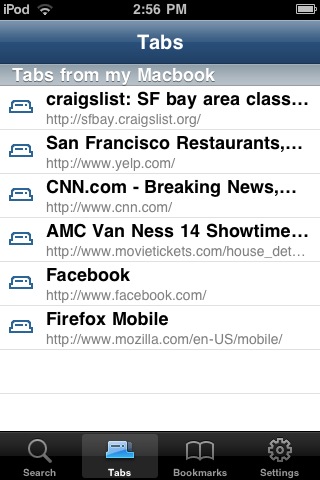 iPod 2:56 PM
Tabs
Tabs from my Macbook
craigslist: SF bay area class...
http://sfbay.craigslist.org/
San Francisco Restaurants,...
http://www.yelp.com/
CNN.com - Breaking News,...
http://www.cnn.com/
AMC Van Ness 14 Showtime...
http://www.movietickets.com/house_det...
Facebook
http://www.facebook.com/
Firefox Mobile
http://www.mozilla.com/en-US/mobile/
Search Tabs Bookmarks Settings